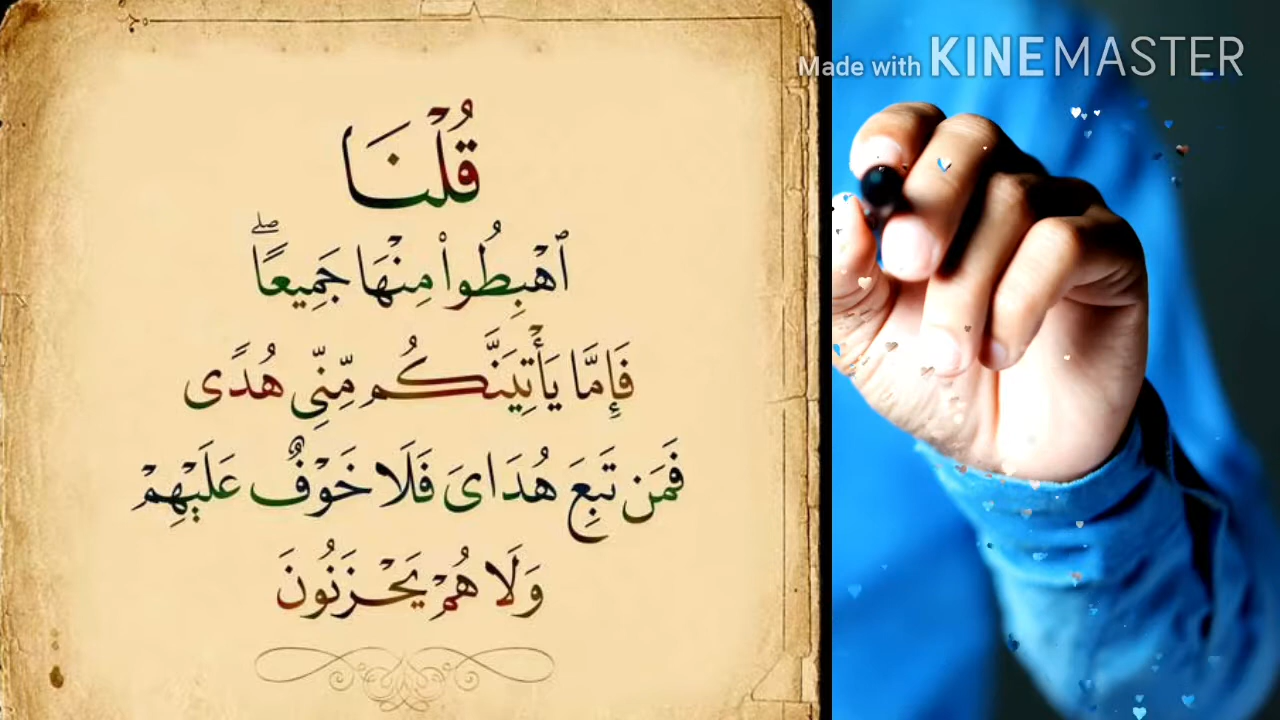 قُلْنَا
ٱهْبِطُوا۟ مِنْهَا جَمِيعًاۖ
فَإِمَّا يَأْتِيَنَّكُم مِّنِّى هُدًى
فَمَن تَبِعَ هُدَاىَ فَلَا خَوْفٌ عَلَيْهِمْ
وَلَا هُمْ يَحْزَنُونَ
Made with KINEMASTER